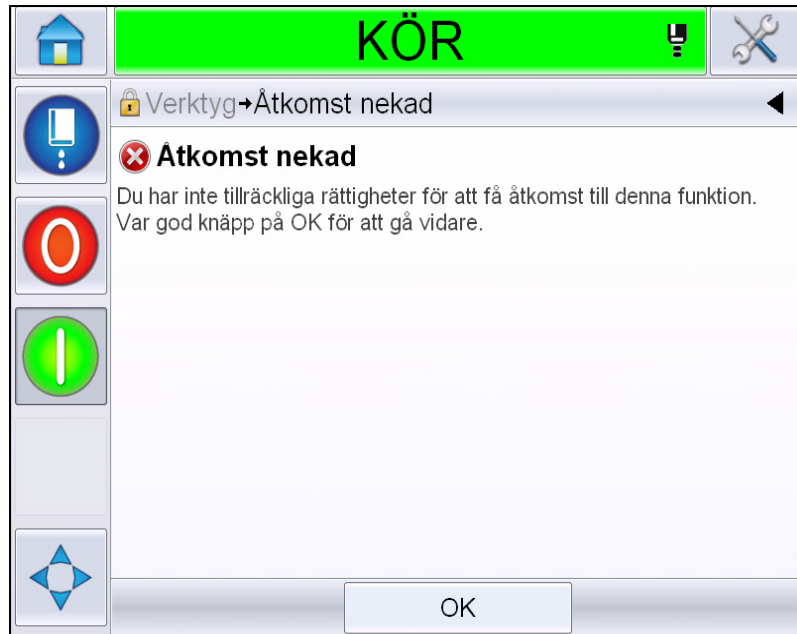 KÖR
Verktyg→Åtkomst nekad
Åtkomst nekad
Du har inte tillräckliga rättigheter för att få åtkomst till denna funktion.
Var god knäpp på OK för att gå vidare.
OK